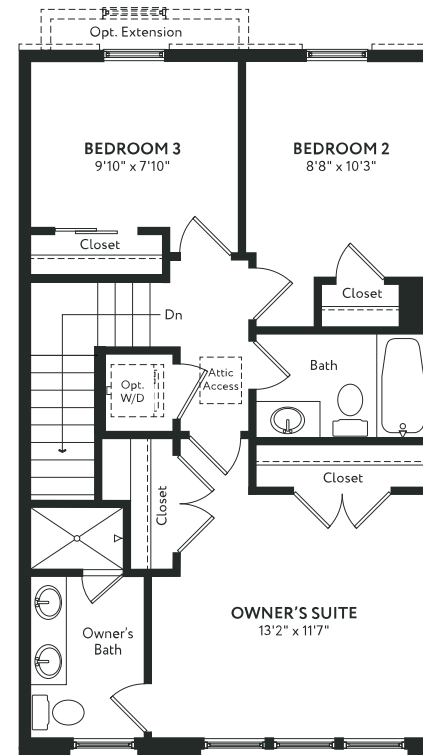 Opt. Extension
BEDROOM 3
9'10" x 7'10"
BEDROOM 2
8'8" x 10'3"
Closet
Closet
Dn
Opt.
W/D
Attic
Access
Bath
Closet
Closet
OWNER'S SUITE
13'2" x 11'7"
Owner's
Bath